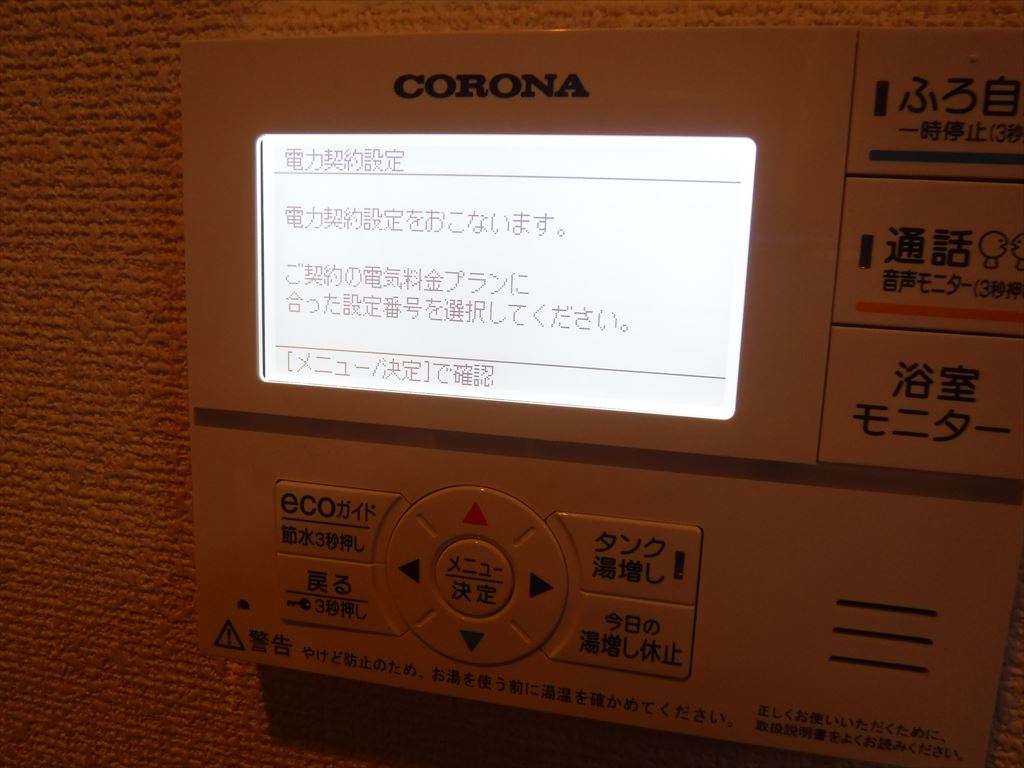 CORONA
電力契約設定
電力契約設定をおこないます。
ご契約の電気料金プランに
合った設定番号を選択してください。
[メニュー/決定]で確認
ふろ自
一時停止(3秒
通話
音声モニター(3秒押
浴室
モニター
ecoガイド
節水3秒押し
戻る
3秒押し
メニュー
決定
タンク
湯増し
今日の
湯増し休止
警告 やけど防止のため、お湯を使う前に湯温を確かめてください。
正しくお使いいただくために、
取扱説明書をよくお読みください。